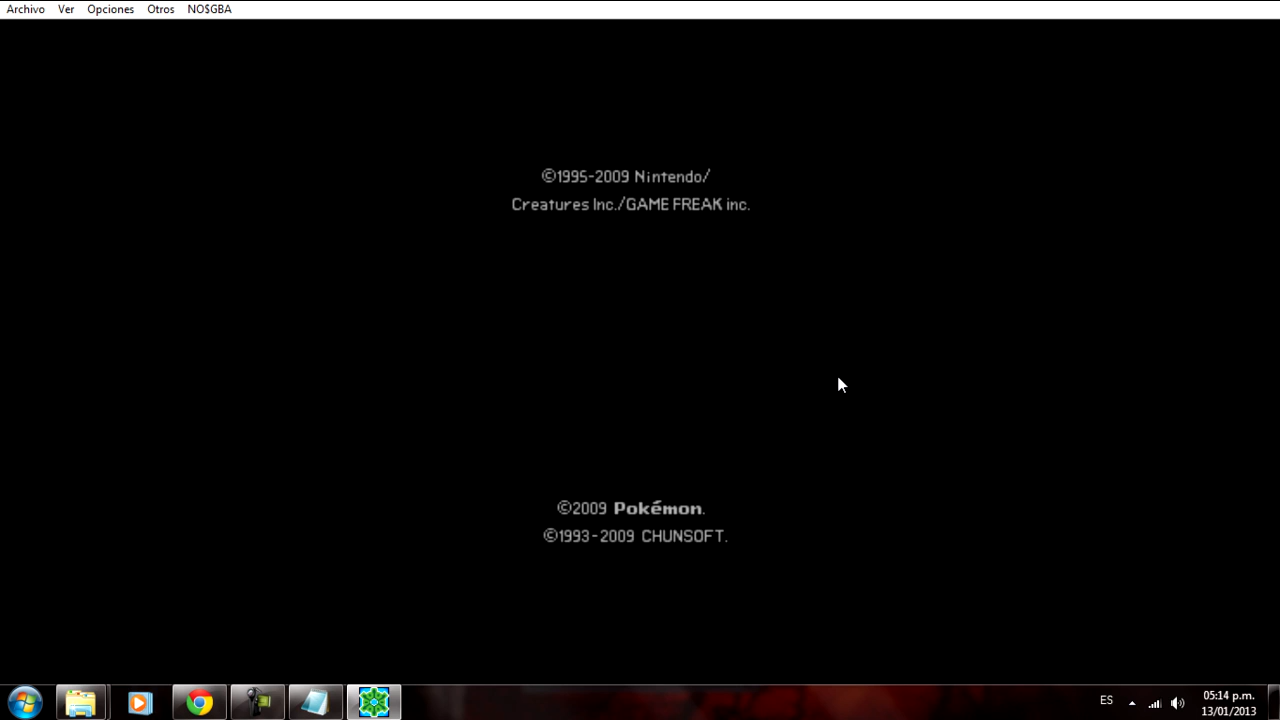 Archivo Ver Opciones Otros NO$GBA
©1995-2009 Nintendo/
Creatures Inc./GAME FREAK inc.
©2009 Pokémon.
©1993-2009 CHUNSOFT.
ES
05:14 p.m.
13/01/2013